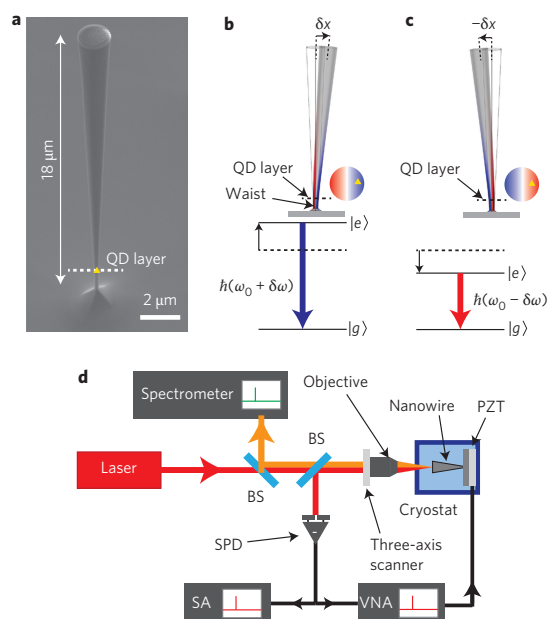 a
18 μm
QD layer
2 μm
b
δx
QD layer
Waist
|e⟩
ħ(ω₀ + δω)
|g⟩
c
−δx
QD layer
|e⟩
ħ(ω₀ − δω)
|g⟩
d
Spectrometer
Objective
Nanowire
PZT
BS
Laser
BS
Cryostat
SPD
Three-axis
scanner
SA
VNA